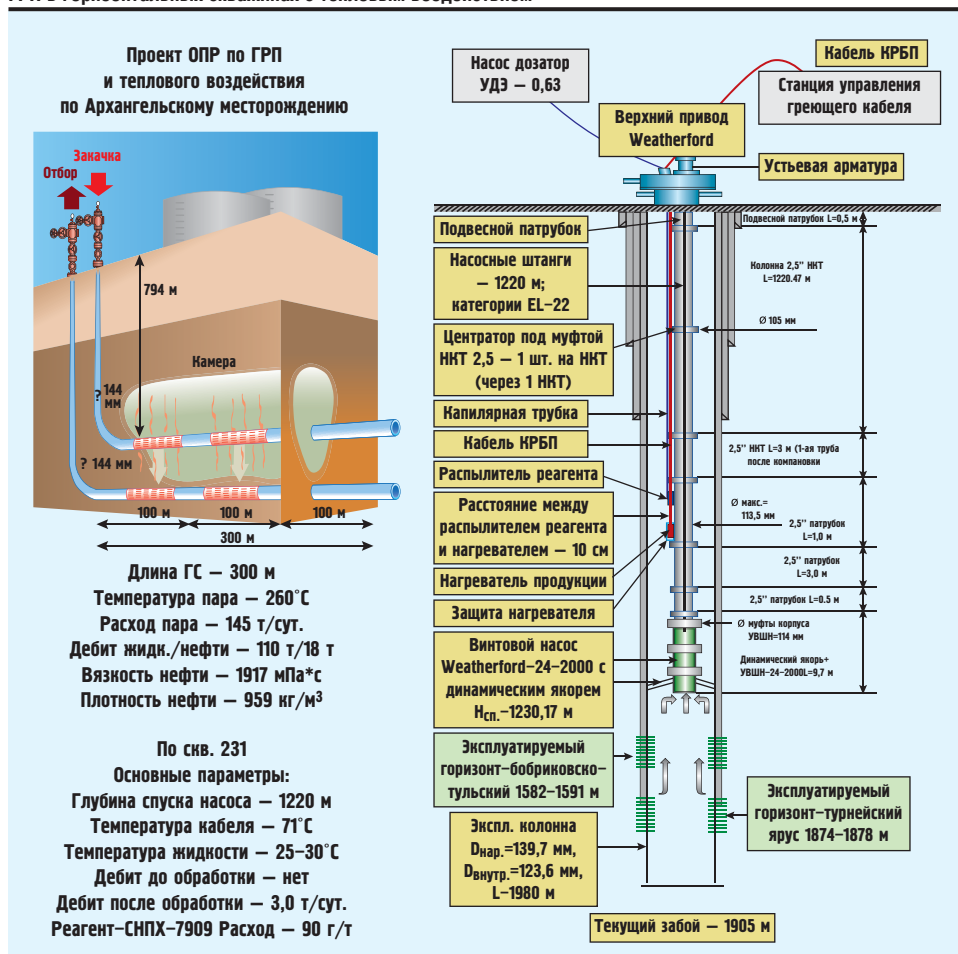 Проект ОПР по ГРП
и теплового воздействия
по Архангельскому месторождению
Закачка
Отбор
794 м
Камера
? 144
мм
? 144 мм
100 м
100 м
100 м
300 м
Длина ГС – 300 м
Температура пара – 260°С
Расход пара – 145 т/сут.
Дебит жидк./нефти – 110 т/18 т
Вязкость нефти – 1917 мПа*с
Плотность нефти – 959 кг/м³
По скв. 231
Основные параметры:
Глубина спуска насоса – 1220 м
Температура кабеля – 71°С
Температура жидкости – 25–30°С
Дебит до обработки – нет
Дебит после обработки – 3,0 т/сут.
Реагент–СНПХ–7909 Расход – 90 г/т
Насос дозатор
УДЭ – 0,63
Кабель КРБП
Станция управления
греющего кабеля
Верхний привод
Weatherford
Устьевая арматура
Подвесной патрубок
Насосные штанги
– 1220 м;
категории EL–22
Центратор под муфтой
НКТ 2,5 – 1 шт. на НКТ
(через 1 НКТ)
Капилярная трубка
Кабель КРБП
Распылитель реагента
Расстояние между
распылителем реагента
и нагревателем – 10 см
Нагреватель продукции
Защита нагревателя
Винтовой насос
Weatherford–24–2000 с
динамическим якорем
Hсп.–1230,17 м
Эксплуатируемый
горизонт–бобриковско–
тульский 1582–1591 м
Экспл. колонна
Dнар.=139,7 мм,
Dвнутр.=123,6 мм,
L–1980 м
Подвесной патрубок L=0,5 м
Колонна 2,5'' НКТ
L=1220.47 м
Ø 105 мм
2,5'' НКТ L=3 м (1-ая труба
после компановки
Ø макс.=
113,5 мм
2,5'' патрубок
L=1,0 м
2,5'' патрубок
L=3,0 м
2,5'' патрубок L=0.5 м
Ø муфты корпуса
УВШН=114 мм
Динамический якорь+
УВШН–24–2000L=9,7 м
Эксплуатируемый
горизонт–турнейский
ярус 1874–1878 м
Текущий забой – 1905 м